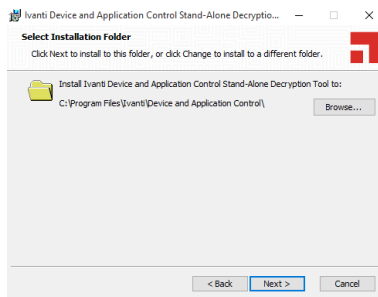 Ivanti Device and Application Control Stand-Alone Decryptio...
Select Installation Folder
Click Next to install to this folder, or click Change to install to a different folder.
Install Ivanti Device and Application Control Stand-Alone Decryption Tool to:
C:\Program Files\Ivanti\Device and Application Control\
Browse...
< Back
Next >
Cancel